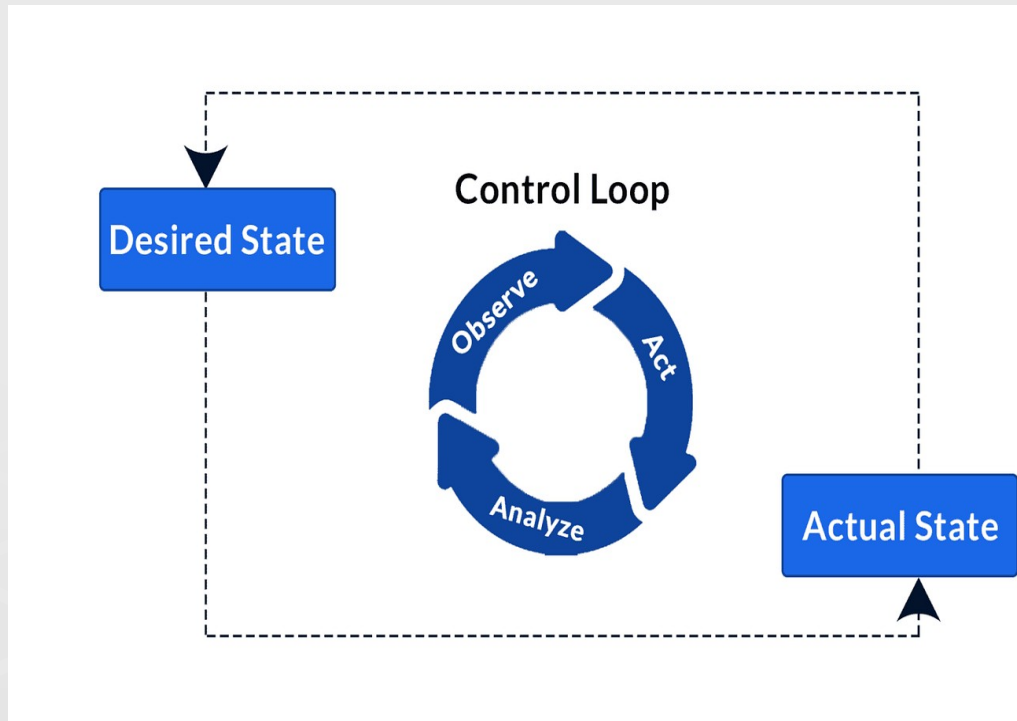 Control Loop
Desired State
Observe
Act
Analyze
Actual State